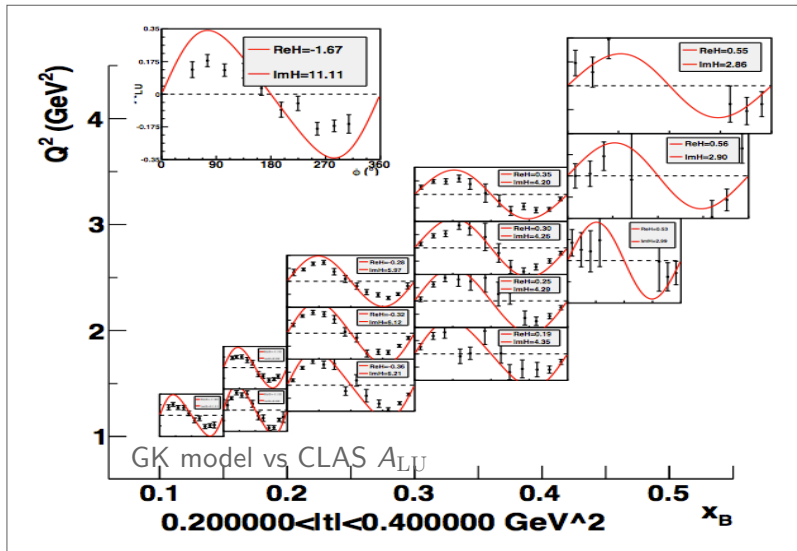 0.35
0.175
0
-0.175
-0.35
LU
0
90
180
270
360
ϕ (°)
ReH=-1.67
ImH=11.11
ReH=0.55
ImH=2.86
ReH=0.56
ImH=2.90
ReH=0.53
ReH=0.35
ImH=4.20
ReH=0.30
ReH=0.25
ImH=4.29
ReH=0.19
ImH=4.35
ReH=-0.28
ImH=5.97
ReH=-0.32
ImH=6.12
ReH=-0.36
ImH=6.21
Q² (GeV²)
4
3
2
1
GK model vs CLAS A_LU
0.1
0.2
0.3
0.4
0.5
x_B
0.200000<|t|<0.400000 GeV^2